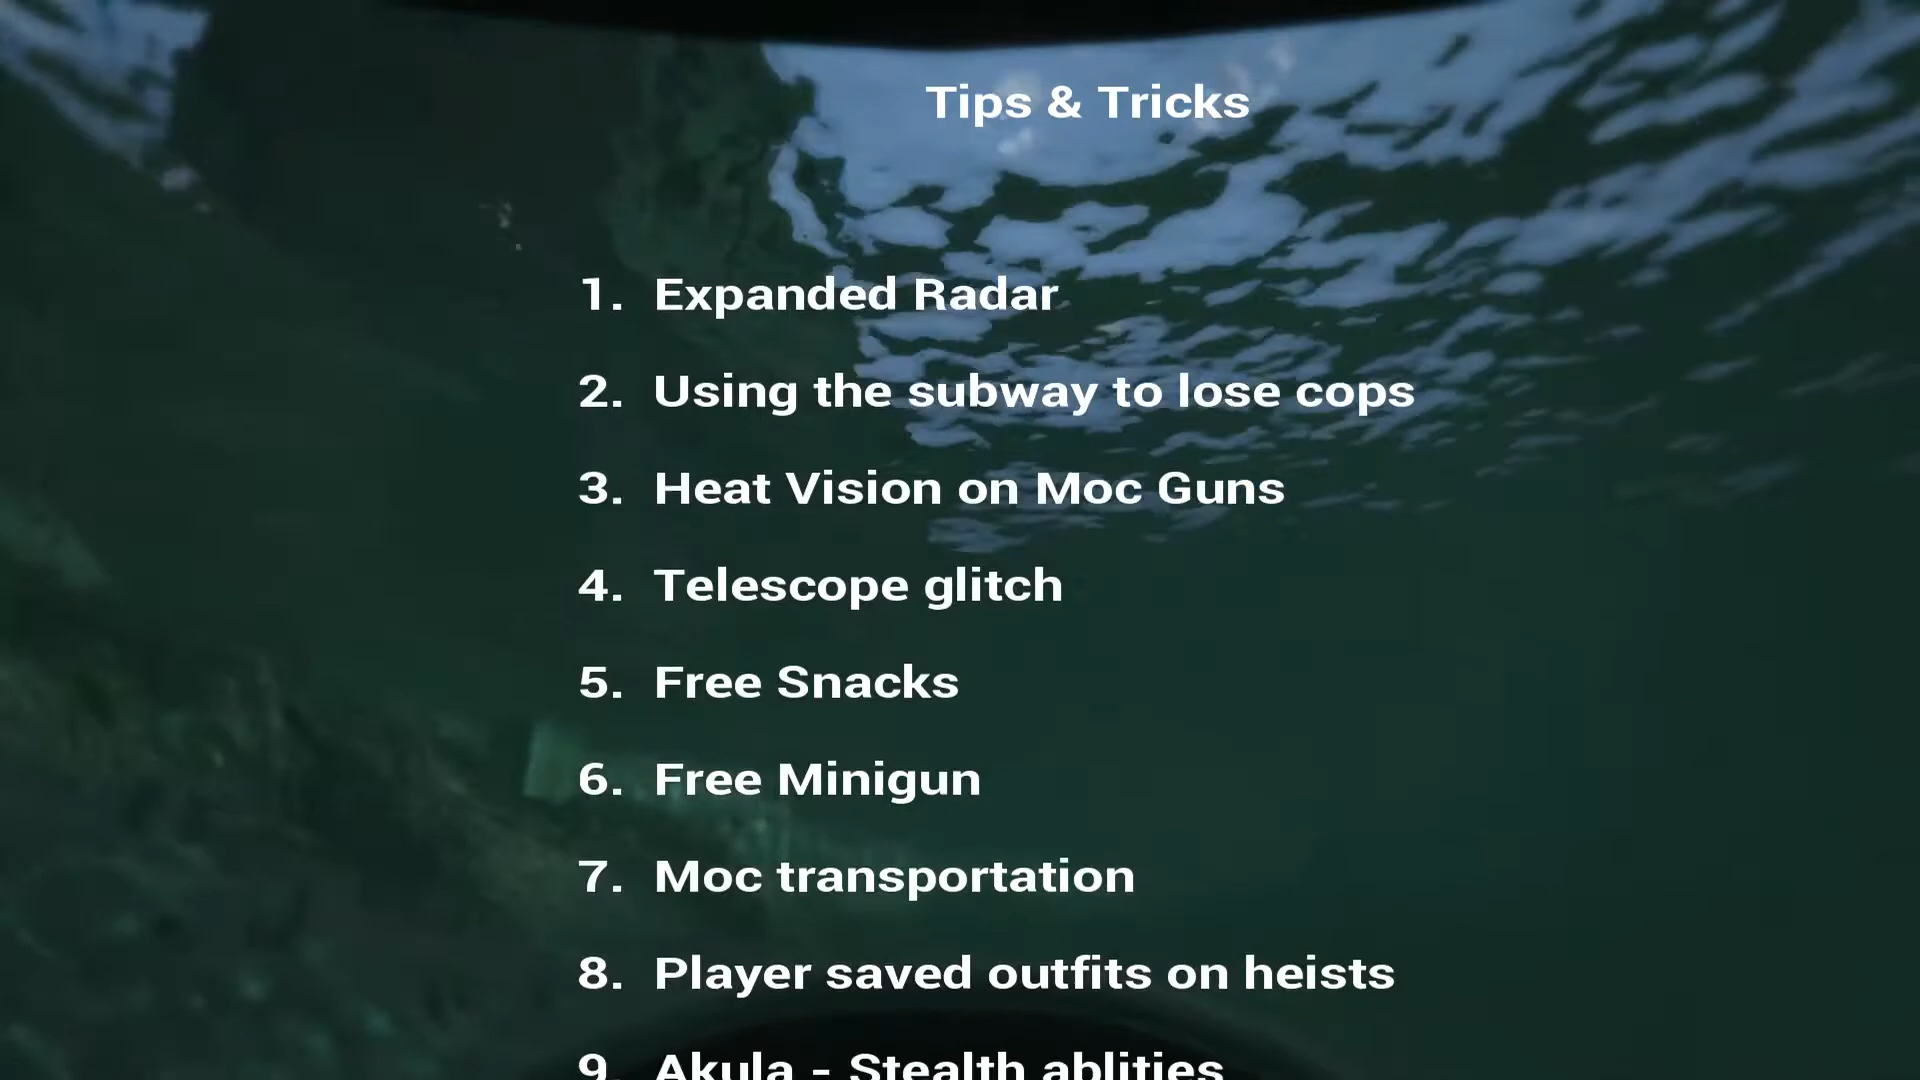 Tips & Tricks
1. Expanded Radar
2. Using the subway to lose cops
3. Heat Vision on Moc Guns
4. Telescope glitch
5. Free Snacks
6. Free Minigun
7. Moc transportation
8. Player saved outfits on heists
9. Akula - Stealth ablities